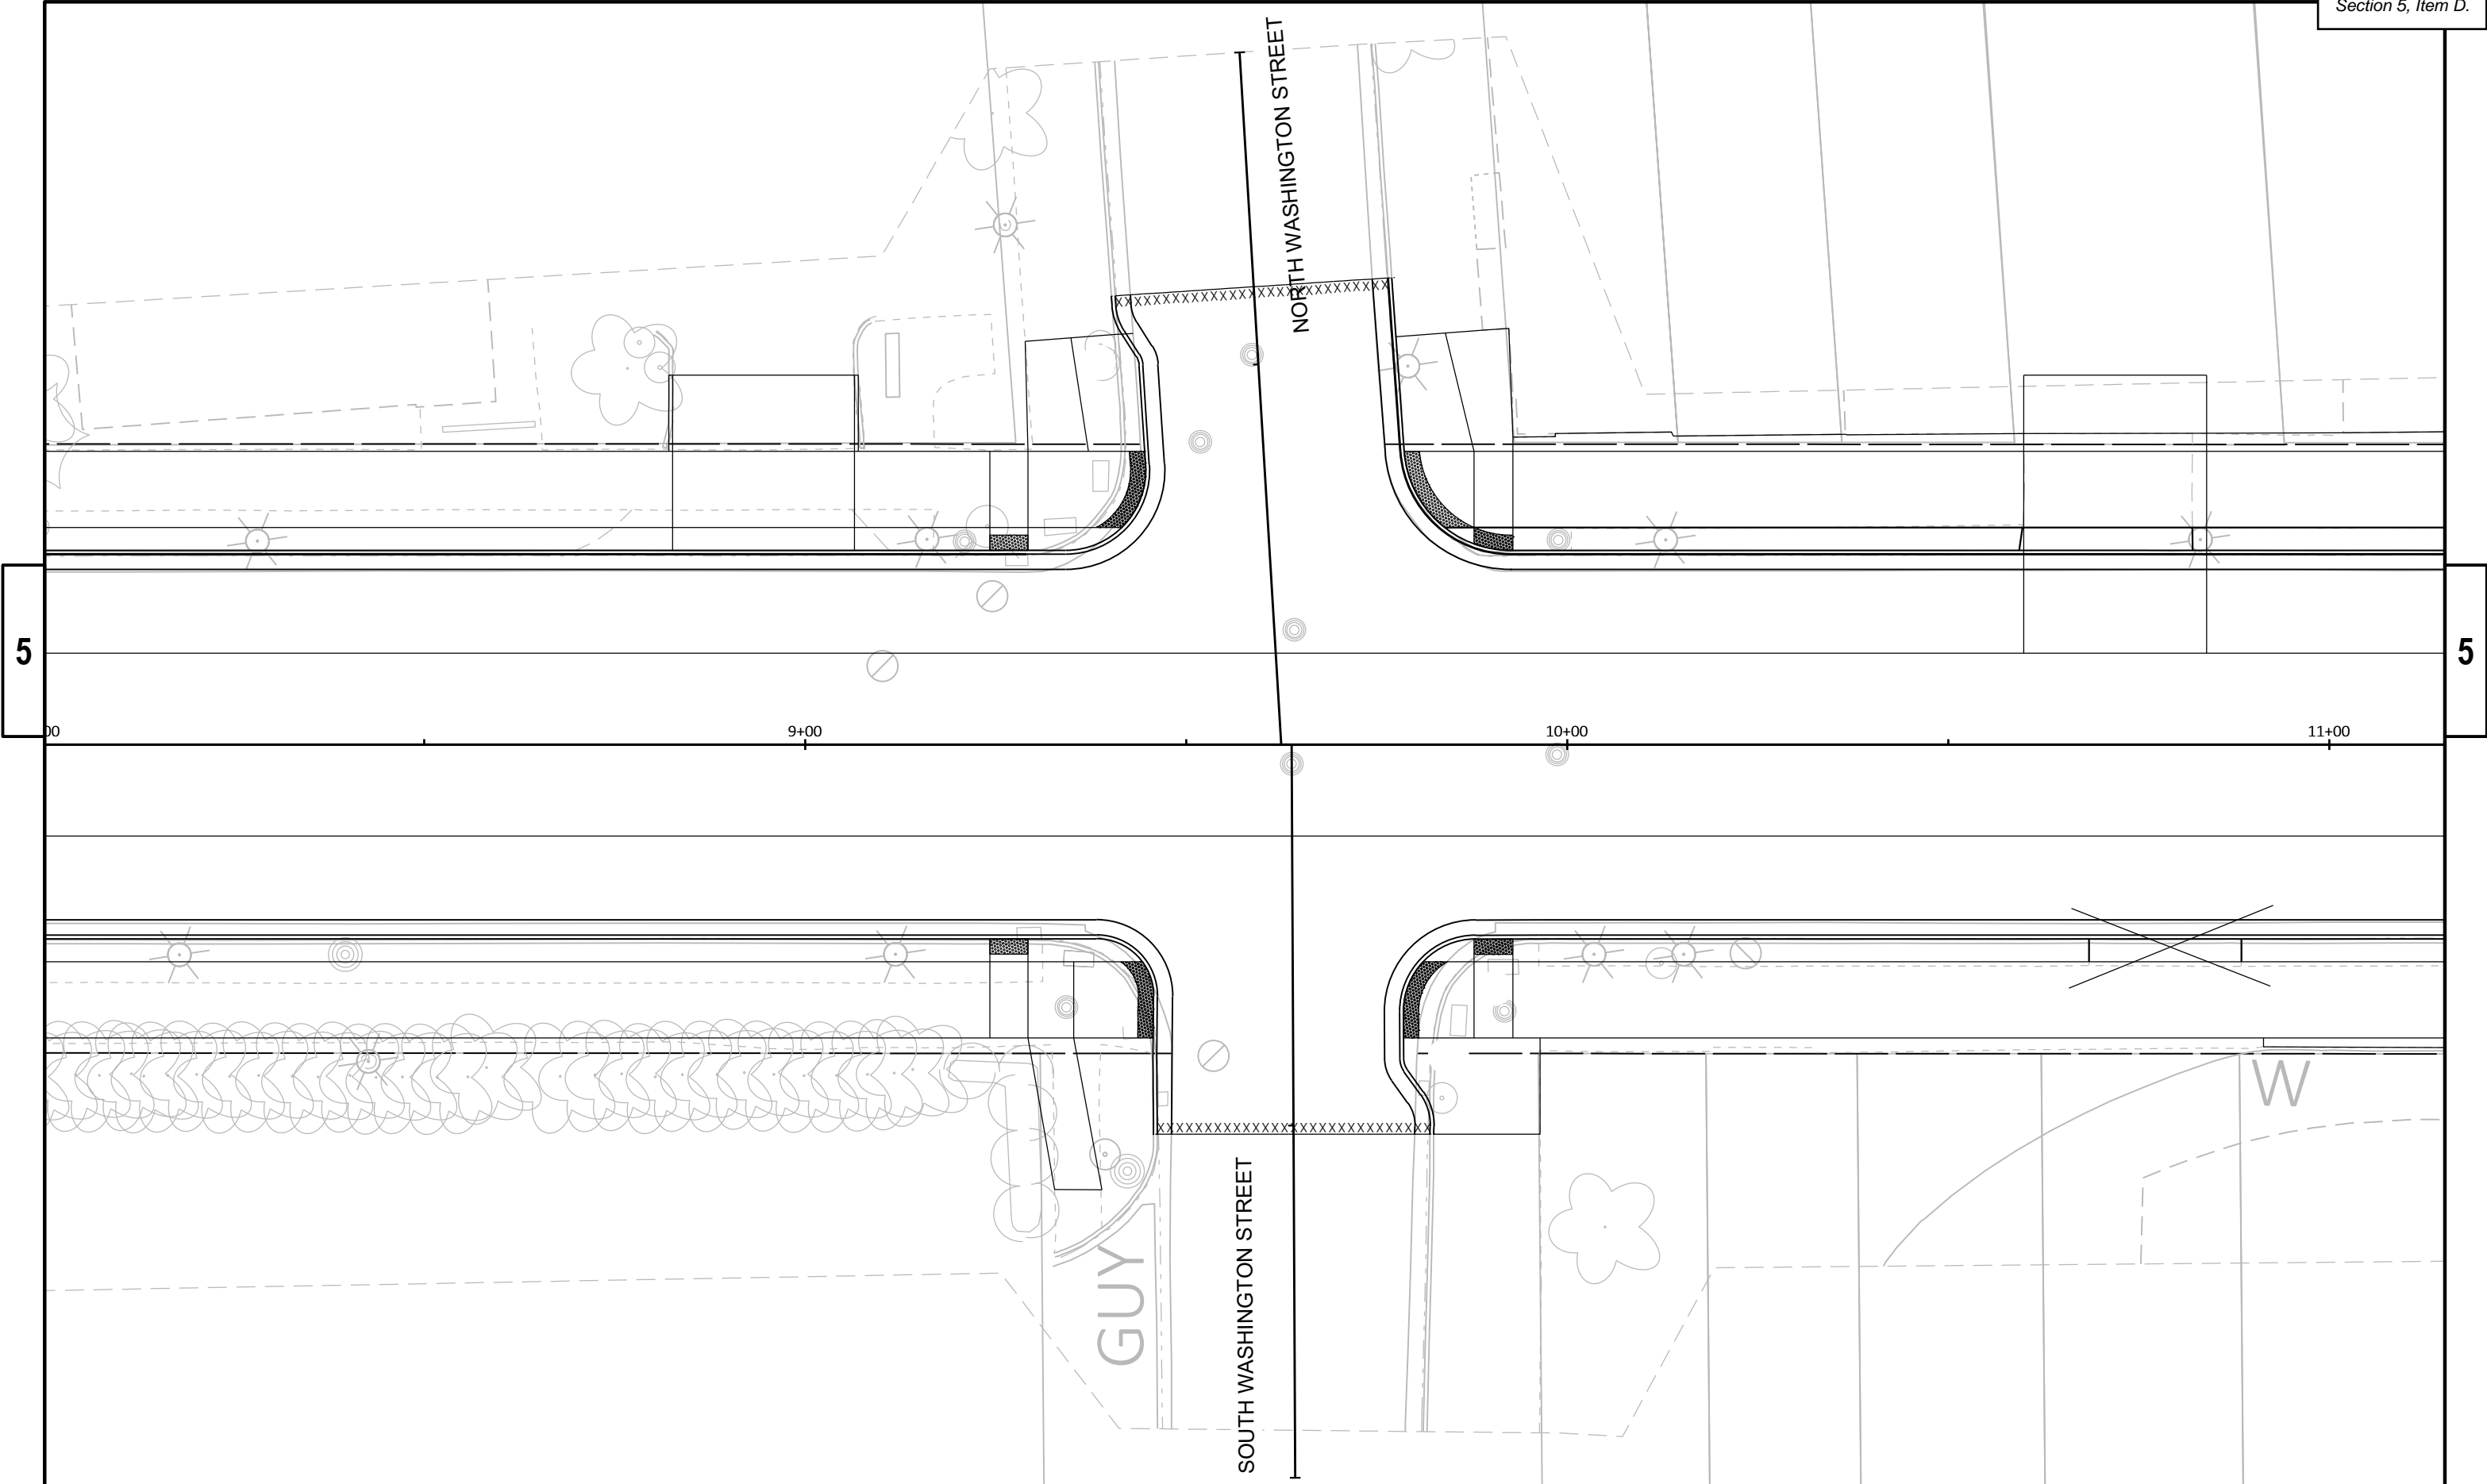 Section 5, Item D.
NORTH WASHINGTON STREET
5
5
00
9+00
10+00
11+00
W
GUY
SOUTH WASHINGTON STREET